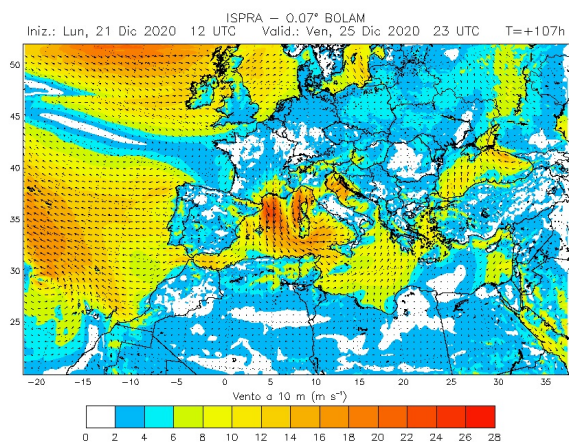 ISPRA – 0.07° BOLAM
Iniz.: Lun, 21 Dic 2020 12 UTC Valid.: Ven, 25 Dic 2020 23 UTC T=+107h
50
45
40
35
30
25
−20 −15 −10 −5 0 5 10 15 20 25 30 35
Vento a 10 m (m s⁻¹)
0 2 4 6 8 10 12 14 16 18 20 22 24 26 28